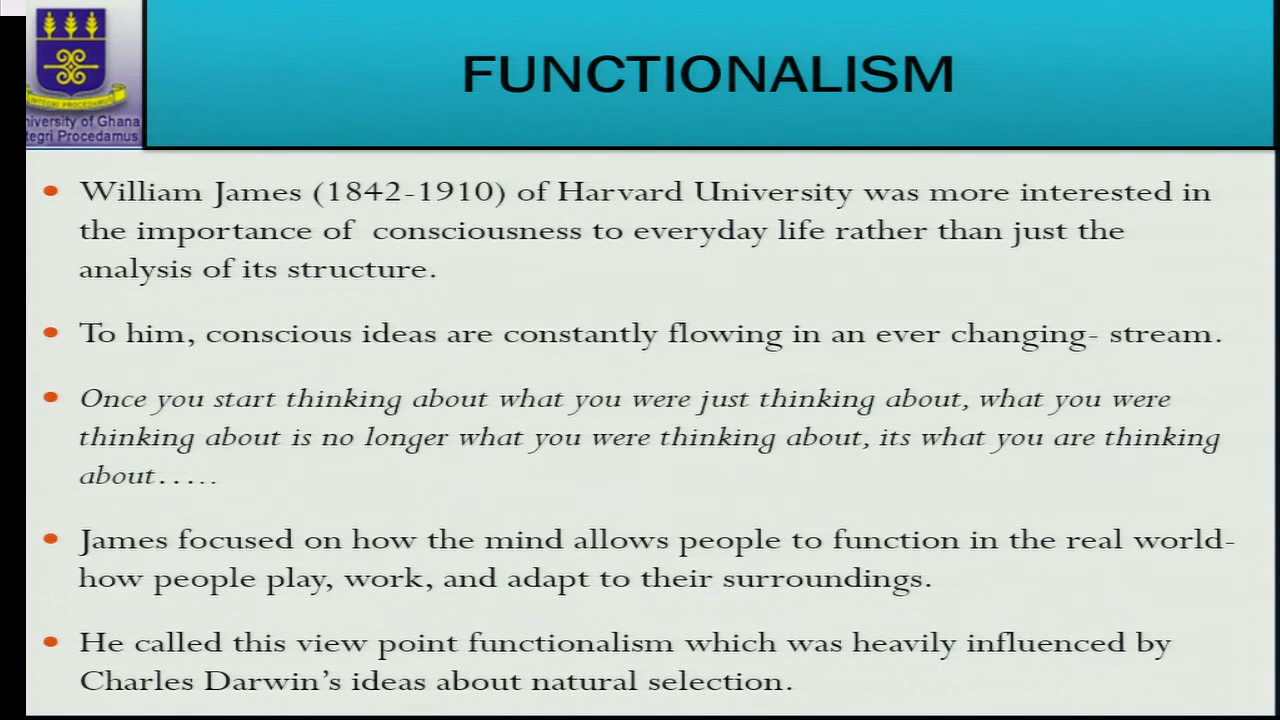 INTEGRI PROCEDAMUS
niversity of Ghana
tegri Procedamus
FUNCTIONALISM
• William James (1842-1910) of Harvard University was more interested in
the importance of consciousness to everyday life rather than just the
analysis of its structure.
• To him, conscious ideas are constantly flowing in an ever changing- stream.
• Once you start thinking about what you were just thinking about, what you were
thinking about is no longer what you were thinking about, its what you are thinking
about.....
• James focused on how the mind allows people to function in the real world-
how people play, work, and adapt to their surroundings.
• He called this view point functionalism which was heavily influenced by
Charles Darwin's ideas about natural selection.